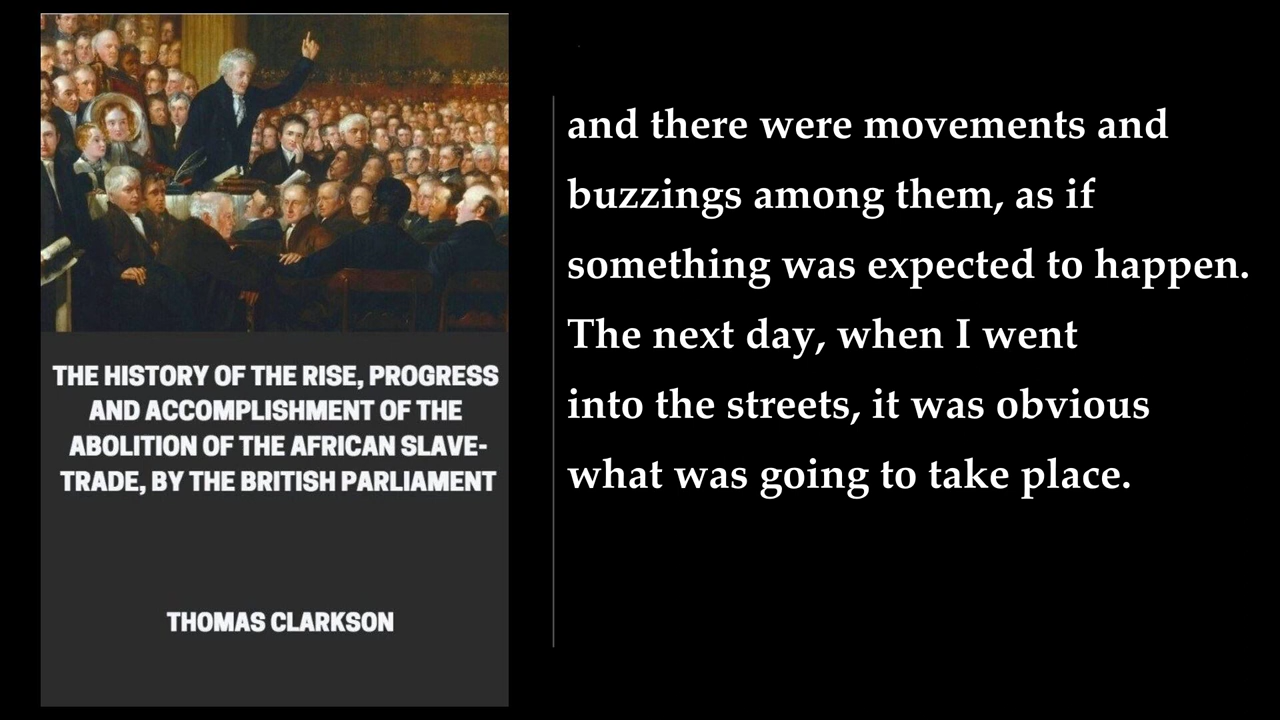 THE HISTORY OF THE RISE, PROGRESS
AND ACCOMPLISHMENT OF THE
ABOLITION OF THE AFRICAN SLAVE-
TRADE, BY THE BRITISH PARLIAMENT
THOMAS CLARKSON
and there were movements and
buzzings among them, as if
something was expected to happen.
The next day, when I went
into the streets, it was obvious
what was going to take place.